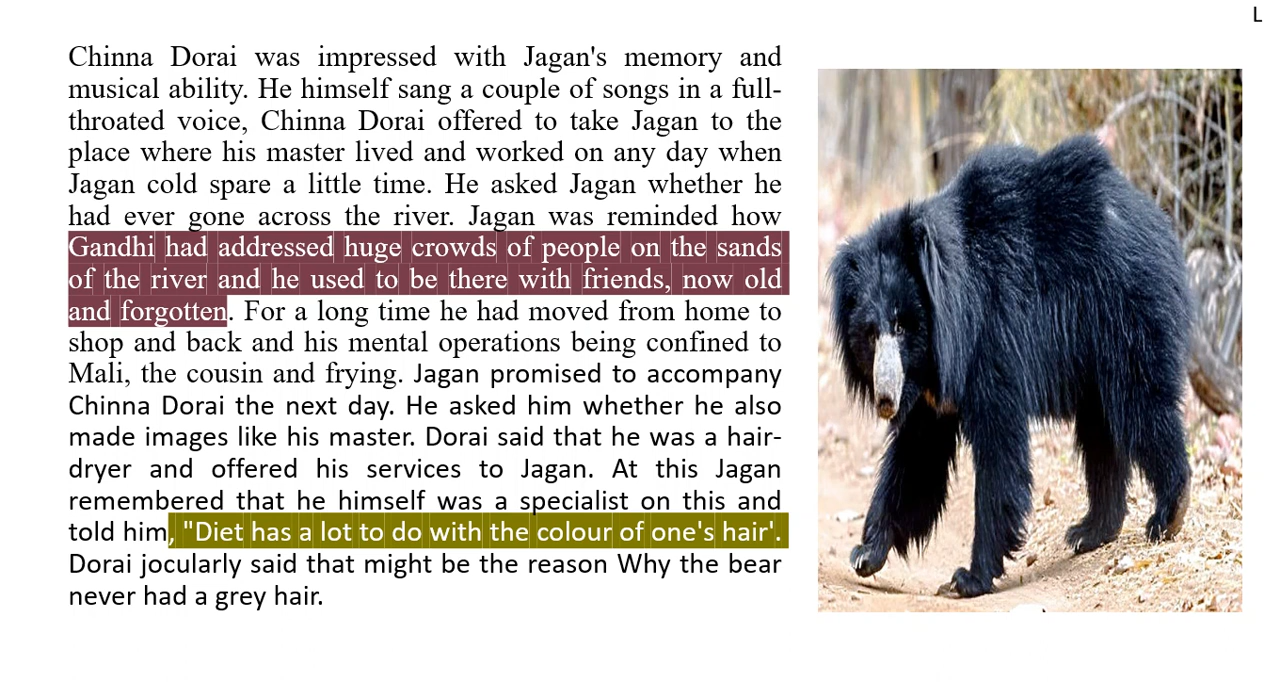 L
Chinna Dorai was impressed with Jagan's memory and
musical ability. He himself sang a couple of songs in a full-
throated voice, Chinna Dorai offered to take Jagan to the
place where his master lived and worked on any day when
Jagan cold spare a little time. He asked Jagan whether he
had ever gone across the river. Jagan was reminded how
Gandhi had addressed huge crowds of people on the sands
of the river and he used to be there with friends, now old
and forgotten. For a long time he had moved from home to
shop and back and his mental operations being confined to
Mali, the cousin and frying. Jagan promised to accompany
Chinna Dorai the next day. He asked him whether he also
made images like his master. Dorai said that he was a hair-
dryer and offered his services to Jagan. At this Jagan
remembered that he himself was a specialist on this and
told him, "Diet has a lot to do with the colour of one's hair'.
Dorai jocularly said that might be the reason Why the bear
never had a grey hair.